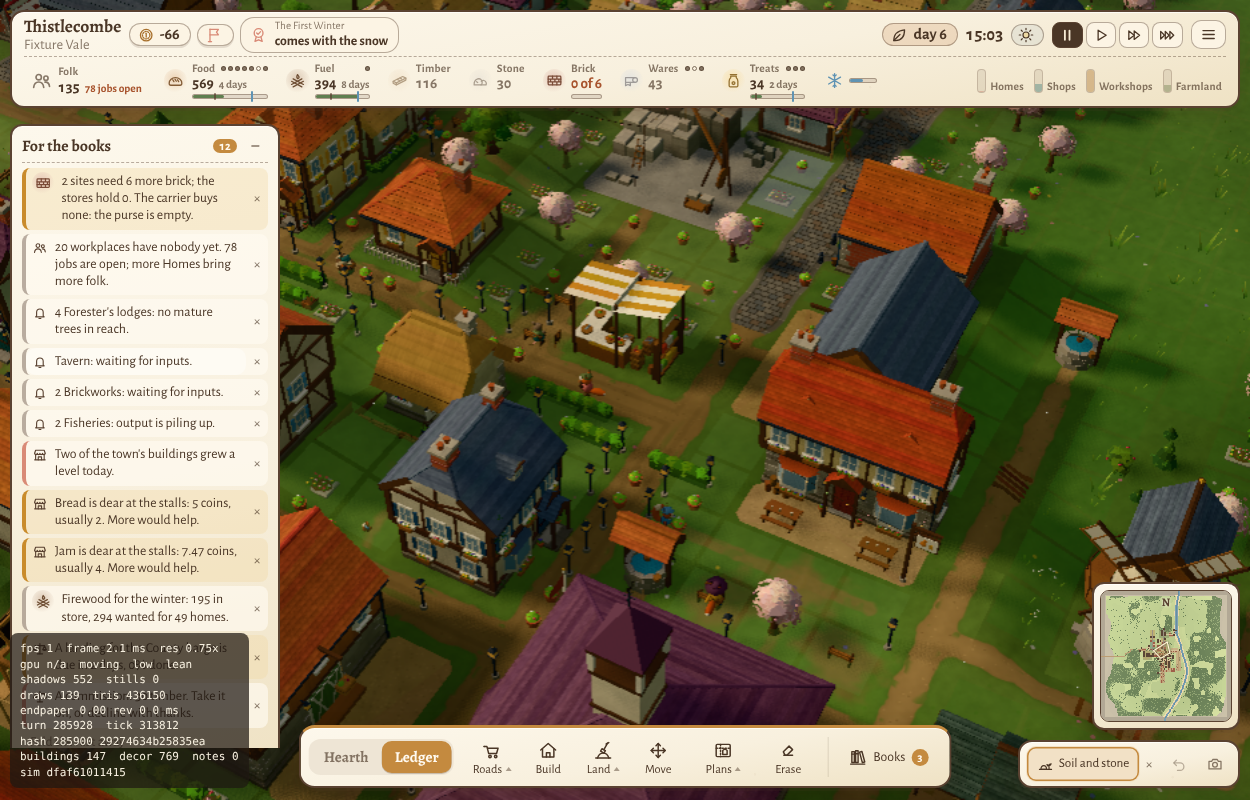 Thistlecombe
Fixture Vale
-66
The First Winter
comes with the snow
day 6
15:03
Folk
135 78 jobs open
Food
569 4 days
Fuel
394 8 days
Timber
116
Stone
30
Brick
0 of 6
Wares
43
Treats
34 2 days
Homes
Shops
Workshops
Farmland
For the books
12
2 sites need 6 more brick; the
stores hold 0. The carrier buys
none: the purse is empty.
20 workplaces have nobody yet. 78
jobs are open; more Homes bring
more folk.
4 Forester's lodges: no mature
trees in reach.
Tavern: waiting for inputs.
2 Brickworks: waiting for inputs.
2 Fisheries: output is piling up.
Two of the town's buildings grew a
level today.
Bread is dear at the stalls: 5 coins,
usually 2. More would help.
Jam is dear at the stalls: 7.47 coins,
usually 4. More would help.
Firewood for the winter: 195 in
store, 294 wanted for 49 homes.
fps 1 frame 2.1 ms res 0.75x
gpu n/a moving low lean
shadows 552 stills 0
draws 139 tris 436150
endpaper 0.00 rev 0 0 ms
turn 285928 tick 313812
hash 285900 29274634b25835ea
buildings 147 decor 769 notes 0
sim dfaf61011415
Hearth
Ledger
Roads
Build
Land
Move
Plans
Erase
Books 3
N
Soil and stone